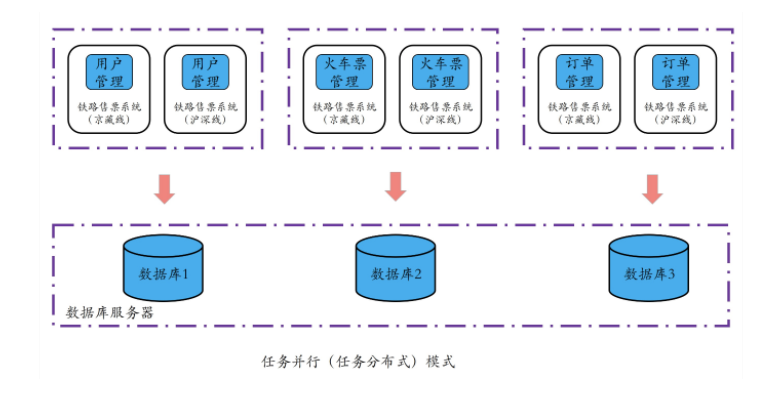 用户
管理
铁路售票系统
(京藏线)
用户
管理
铁路售票系统
(沪深线)
火车票
管理
铁路售票系统
(京藏线)
火车票
管理
铁路售票系统
(沪深线)
订单
管理
铁路售票系统
(京藏线)
订单
管理
铁路售票系统
(沪深线)
数据库1
数据库2
数据库3
数据库服务器
任务并行（任务分布式）模式